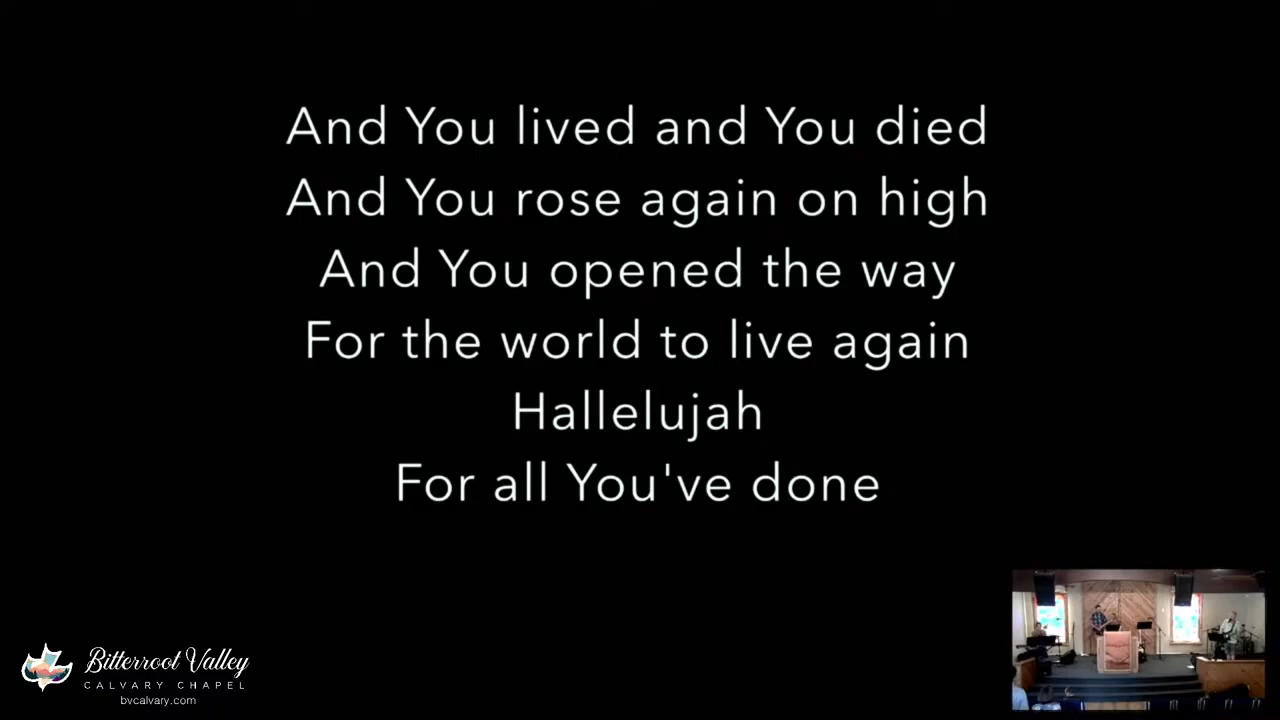 And You lived and You died
And You rose again on high
And You opened the way
For the world to live again
Hallelujah
For all You've done
Bitterroot Valley
CALVARY CHAPEL
bvcalvary.com